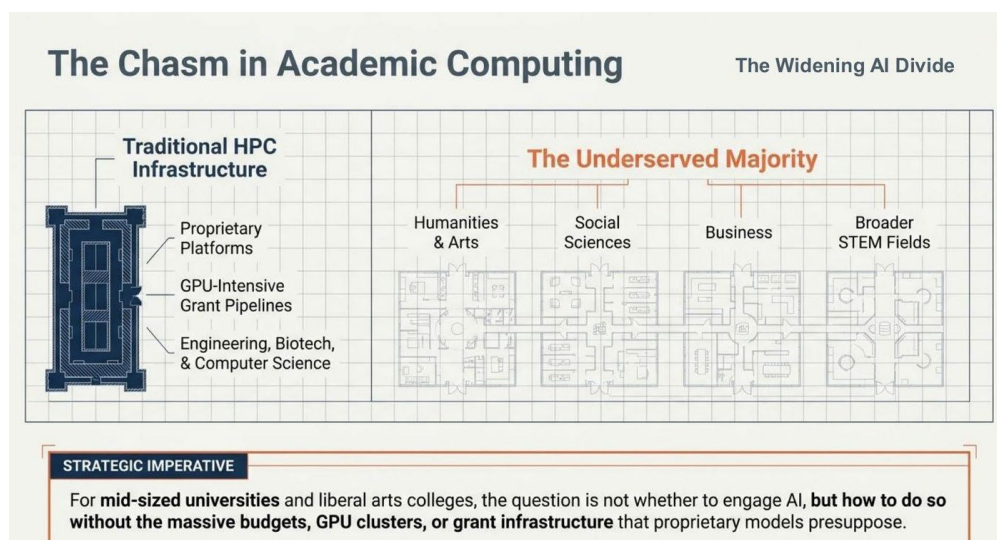 The Chasm in Academic Computing
The Widening AI Divide
Traditional HPC
Infrastructure
Proprietary
Platforms
GPU-Intensive
Grant Pipelines
Engineering, Biotech,
& Computer Science
The Underserved Majority
Humanities
& Arts
Social
Sciences
Business
Broader
STEM Fields
STRATEGIC IMPERATIVE
For mid-sized universities and liberal arts colleges, the question is not whether to engage AI, but how to do so
without the massive budgets, GPU clusters, or grant infrastructure that proprietary models presuppose.